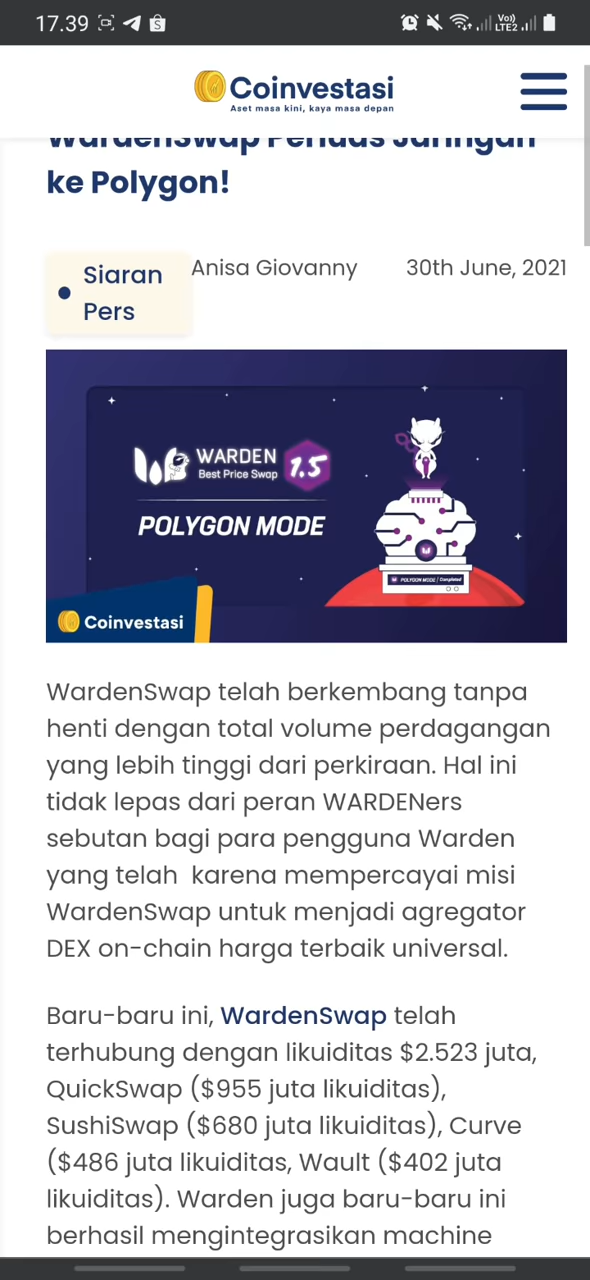 17.39
Vo))
LTE2
Coinvestasi
Aset masa kini, kaya masa depan
WardenSwap Perluas Jaringan
ke Polygon!
Siaran
Pers
Anisa Giovanny
30th June, 2021
WARDEN
Best Price Swap
1.5
POLYGON MODE
POLYGON MODE / Completed
Coinvestasi
WardenSwap telah berkembang tanpa
henti dengan total volume perdagangan
yang lebih tinggi dari perkiraan. Hal ini
tidak lepas dari peran WARDENers
sebutan bagi para pengguna Warden
yang telah  karena mempercayai misi
WardenSwap untuk menjadi agregator
DEX on-chain harga terbaik universal.
Baru-baru ini, WardenSwap telah
terhubung dengan likuiditas $2.523 juta,
QuickSwap ($955 juta likuiditas),
SushiSwap ($680 juta likuiditas), Curve
($486 juta likuiditas, Wault ($402 juta
likuiditas). Warden juga baru-baru ini
berhasil mengintegrasikan machine